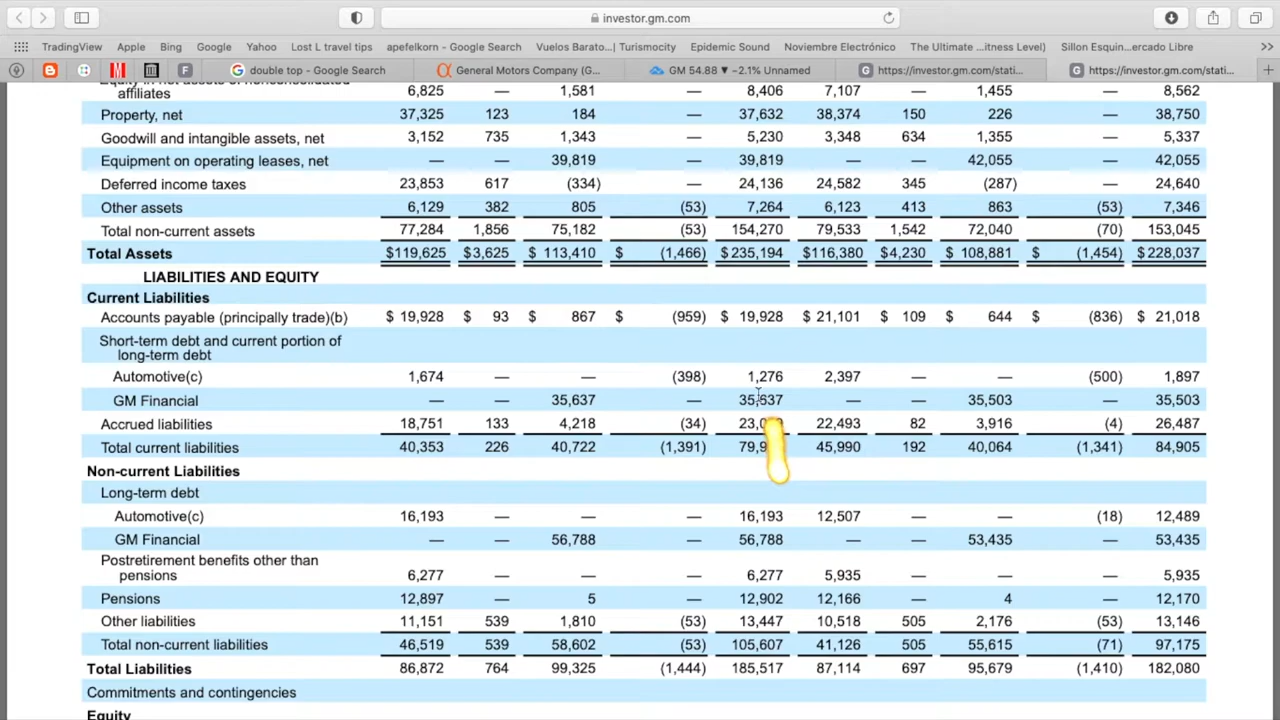 investor.gm.com
TradingView Apple Bing Google Yahoo Lost L travel tips apefelkorn - Google Search Vuelos Barato...| Turismocity Epidemic Sound Noviembre Electrónico The Ultimate ...itness Level) Sillon Esquin...ercado Libre >>
F double top - Google Search General Motors Company (G... GM 54.88 ▼ −2.1% Unnamed https://investor.gm.com/stati... https://investor.gm.com/stati...
affiliates 6,825 — 1,581 — 8,406 7,107 — 1,455 — 8,562
Property, net 37,325 123 184 — 37,632 38,374 150 226 — 38,750
Goodwill and intangible assets, net 3,152 735 1,343 — 5,230 3,348 634 1,355 — 5,337
Equipment on operating leases, net — — 39,819 — 39,819 — — 42,055 — 42,055
Deferred income taxes 23,853 617 (334) — 24,136 24,582 345 (287) — 24,640
Other assets 6,129 382 805 (53) 7,264 6,123 413 863 (53) 7,346
Total non-current assets 77,284 1,856 75,182 (53) 154,270 79,533 1,542 72,040 (70) 153,045
Total Assets $119,625 $3,625 $ 113,410 $ (1,466) $235,194 $116,380 $4,230 $ 108,881 $ (1,454) $228,037
LIABILITIES AND EQUITY
Current Liabilities
Accounts payable (principally trade)(b) $ 19,928 $ 93 $ 867 $ (959) $ 19,928 $ 21,101 $ 109 $ 644 $ (836) $ 21,018
Short-term debt and current portion of
long-term debt
Automotive(c) 1,674 — — (398) 1,276 2,397 — — (500) 1,897
GM Financial — — 35,637 — 35,637 — — 35,503 — 35,503
Accrued liabilities 18,751 133 4,218 (34) 22,493 82 3,916 (4) 26,487
Total current liabilities 40,353 226 40,722 (1,391) 45,990 192 40,064 (1,341) 84,905
Non-current Liabilities
Long-term debt
Automotive(c) 16,193 — — — 16,193 12,507 — — (18) 12,489
GM Financial — — 56,788 — 56,788 — — 53,435 — 53,435
Postretirement benefits other than
pensions 6,277 — — — 6,277 5,935 — — — 5,935
Pensions 12,897 — 5 — 12,902 12,166 — 4 — 12,170
Other liabilities 11,151 539 1,810 (53) 13,447 10,518 505 2,176 (53) 13,146
Total non-current liabilities 46,519 539 58,602 (53) 105,607 41,126 505 55,615 (71) 97,175
Total Liabilities 86,872 764 99,325 (1,444) 185,517 87,114 697 95,679 (1,410) 182,080
Commitments and contingencies
Equity